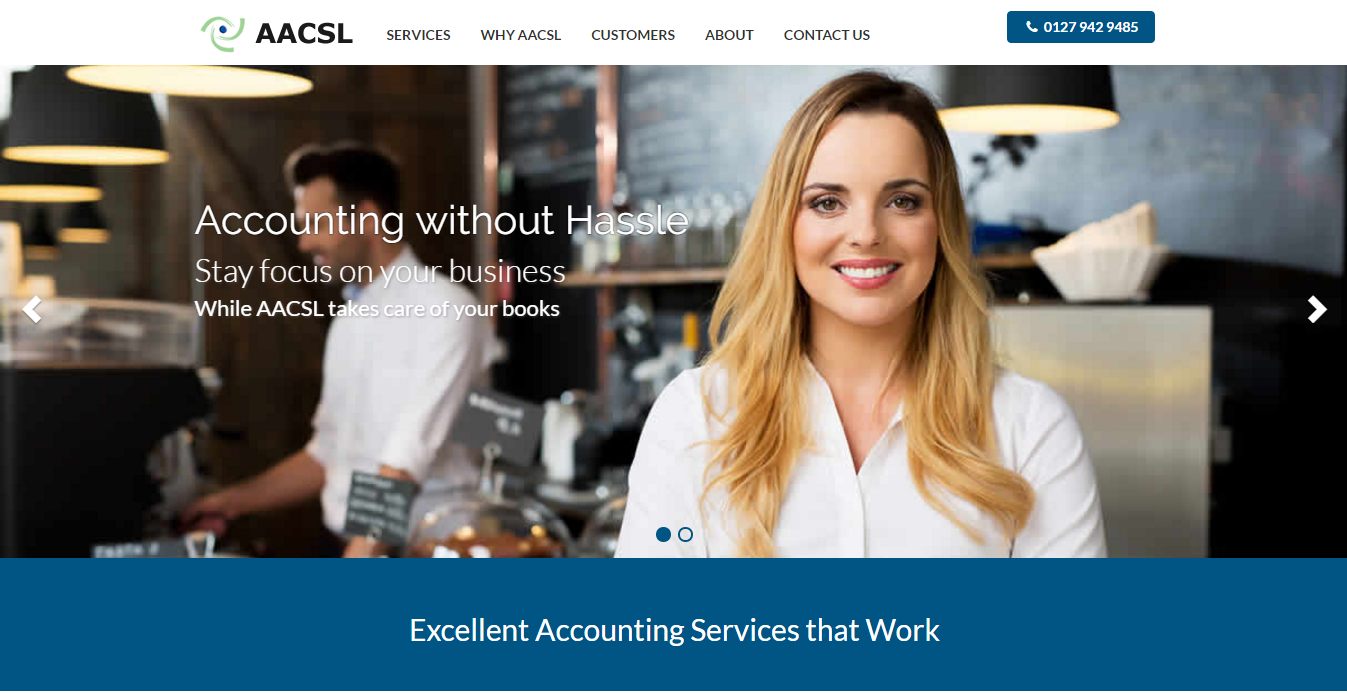 AACSL
SERVICES
WHY AACSL
CUSTOMERS
ABOUT
CONTACT US
0127 942 9485
Accounting without Hassle
Stay focus on your business
While AACSL takes care of your books
Excellent Accounting Services that Work